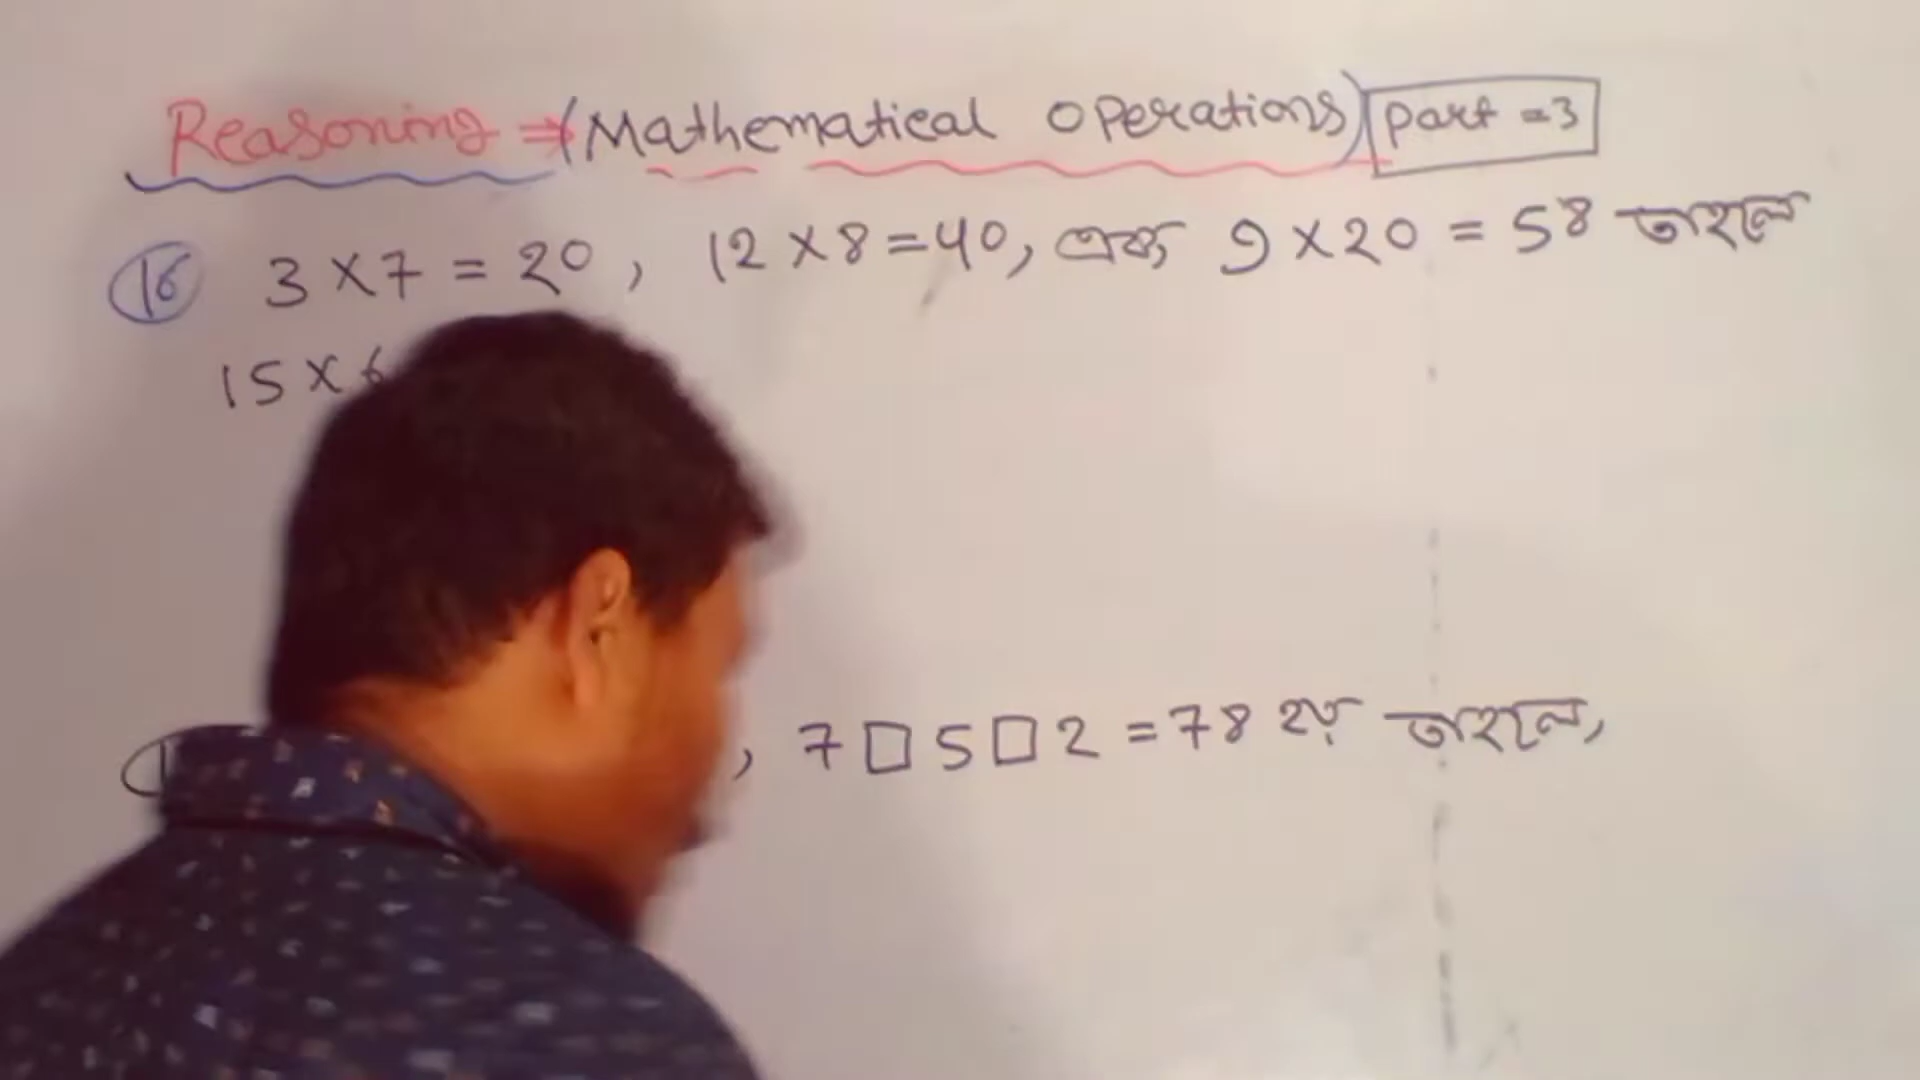 Reasoning ⇒ (Mathematical Operations) Part = 3
16 3 × 7 = 20, 12 × 8 = 40, এবং 9 × 20 = 58 তাহলে
15 × 6
, 7 □ 5 □ 2 = 78 হয় তাহলে,